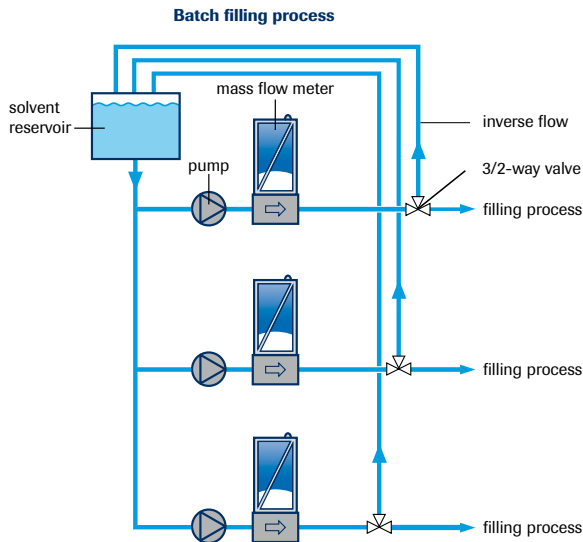 Batch filling process
mass flow meter
solvent
reservoir
inverse flow
pump
3/2-way valve
filling process
filling process
filling process